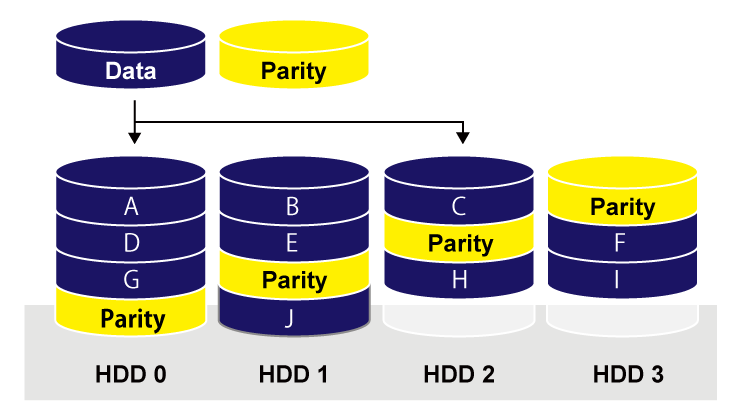 Data Parity
A B C Parity
D E Parity F
G Parity H I
Parity J
HDD 0 HDD 1 HDD 2 HDD 3